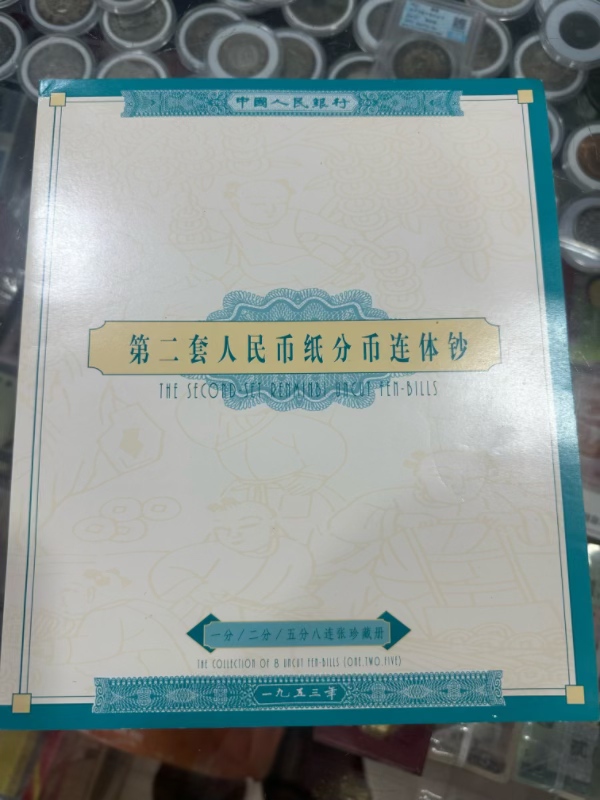 中國人民銀行
第二套人民币纸分币连体钞
THE SECOND SET RENMINBI UNCUT FEN-BILLS
一分/二分/五分八连张珍藏册
THE COLLECTION OF 8 UNCUT FEN-BILLS (ONE.TWO.FIVE)
一九五三年